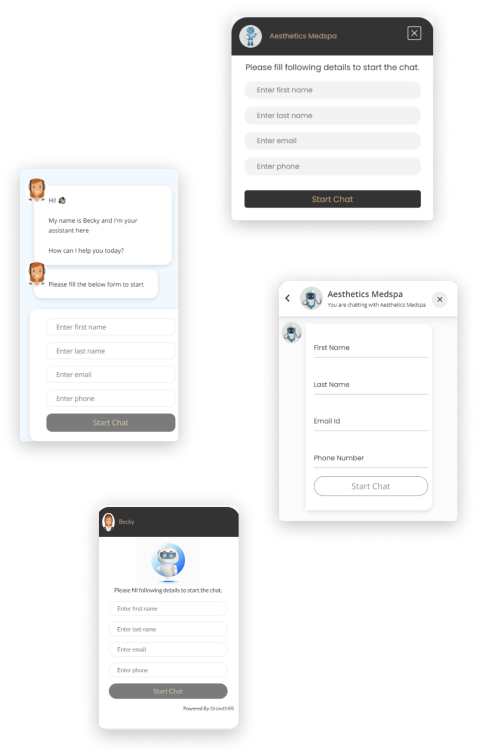 Aesthetics Medspa
Please fill following details to start the chat.
Enter first name
Enter last name
Enter email
Enter phone
Start Chat
Hi!
My name is Becky and I'm your
assistant here
How can I help you today?
Please fill the below form to start
Enter first name
Enter last name
Enter email
Enter phone
Start Chat
Aesthetics Medspa
You are chatting with Aesthetics Medspa
First Name
Last Name
Email Id
Phone Number
Start Chat
Becky
Please fill following details to start the chat.
Enter first name
Enter last name
Enter email
Enter phone
Start Chat
Powered By Growth99